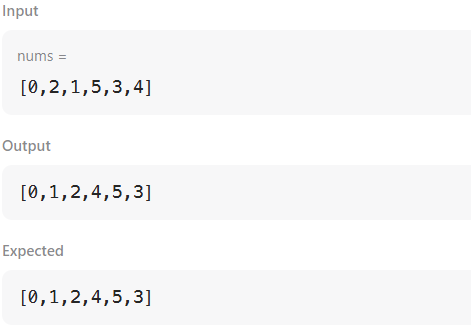 Input
nums =
[0,2,1,5,3,4]
Output
[0,1,2,4,5,3]
Expected
[0,1,2,4,5,3]